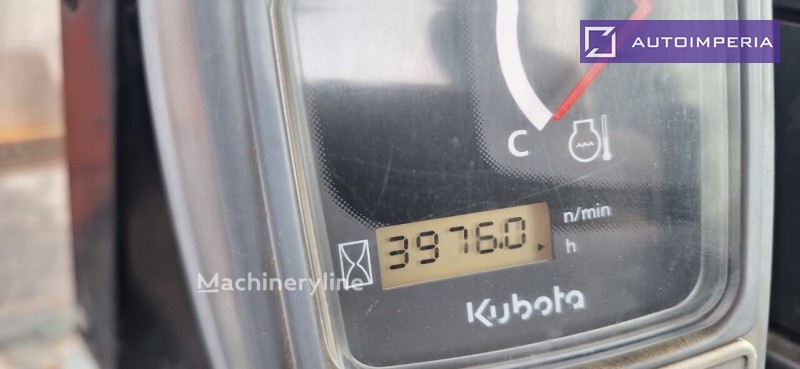 AUTOIMPERIA
C
n/min
3976.0
h
Machineryline
Kubota